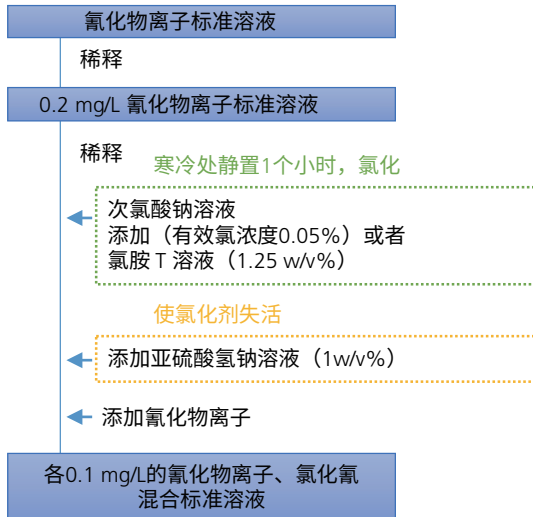 氰化物离子标准溶液
稀释
0.2 mg/L 氰化物离子标准溶液
稀释
寒冷处静置1个小时，氯化
次氯酸钠溶液
添加（有效氯浓度0.05%）或者
氯胺 T 溶液（1.25 w/v%）
使氯化剂失活
添加亚硫酸氢钠溶液（1w/v%）
添加氰化物离子
各0.1 mg/L的氰化物离子、氯化氰
混合标准溶液